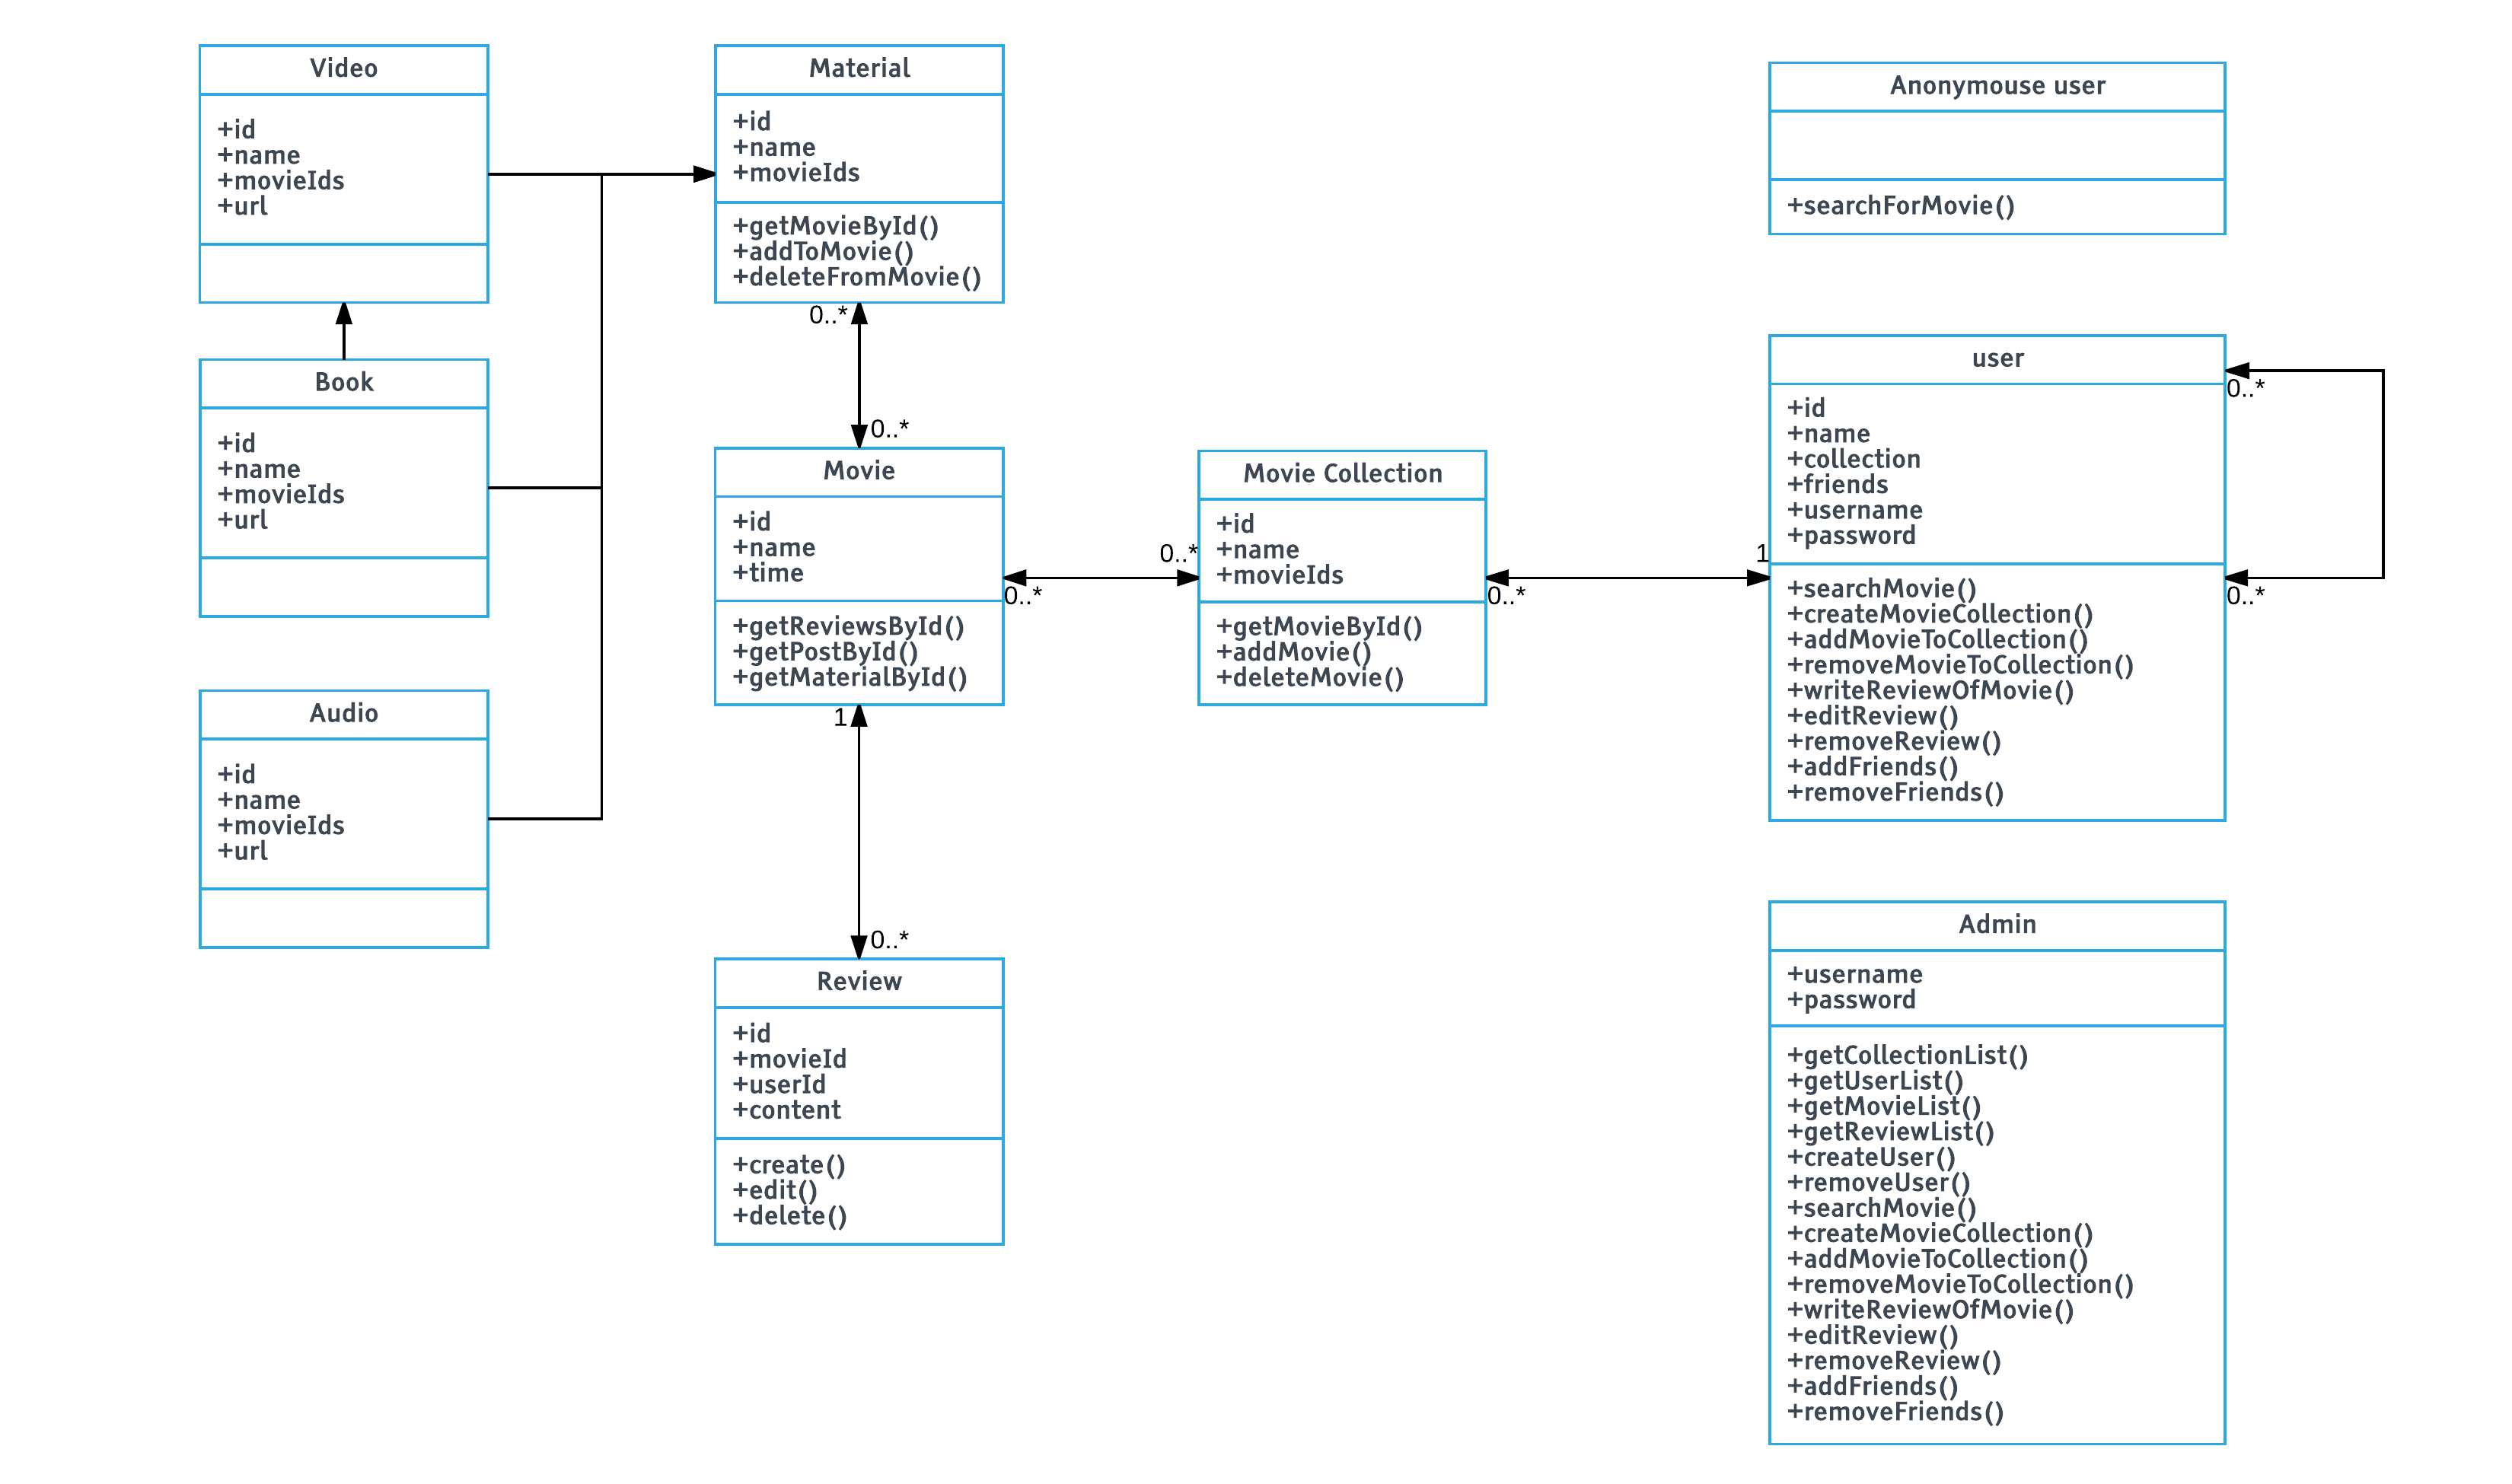 Video
+id
+name
+movieIds
+url
Material
+id
+name
+movieIds
+getMovieById()
+addToMovie()
+deleteFromMovie()
0..*
Anonymouse user
+searchForMovie()
Book
+id
+name
+movieIds
+url
0..*
Movie
+id
+name
+time
+getReviewsById()
+getPostById()
+getMaterialById()
0..*
0..*
Movie Collection
+id
+name
+movieIds
+getMovieById()
+addMovie()
+deleteMovie()
0..*
1
user
+id
+name
+collection
+friends
+username
+password
+searchMovie()
+createMovieCollection()
+addMovieToCollection()
+removeMovieToCollection()
+writeReviewOfMovie()
+editReview()
+removeReview()
+addFriends()
+removeFriends()
0..*
0..*
Audio
+id
+name
+movieIds
+url
1
0..*
Review
+id
+movieId
+userId
+content
+create()
+edit()
+delete()
Admin
+username
+password
+getCollectionList()
+getUserList()
+getMovieList()
+getReviewList()
+createUser()
+removeUser()
+searchMovie()
+createMovieCollection()
+addMovieToCollection()
+removeMovieToCollection()
+writeReviewOfMovie()
+editReview()
+removeReview()
+addFriends()
+removeFriends()